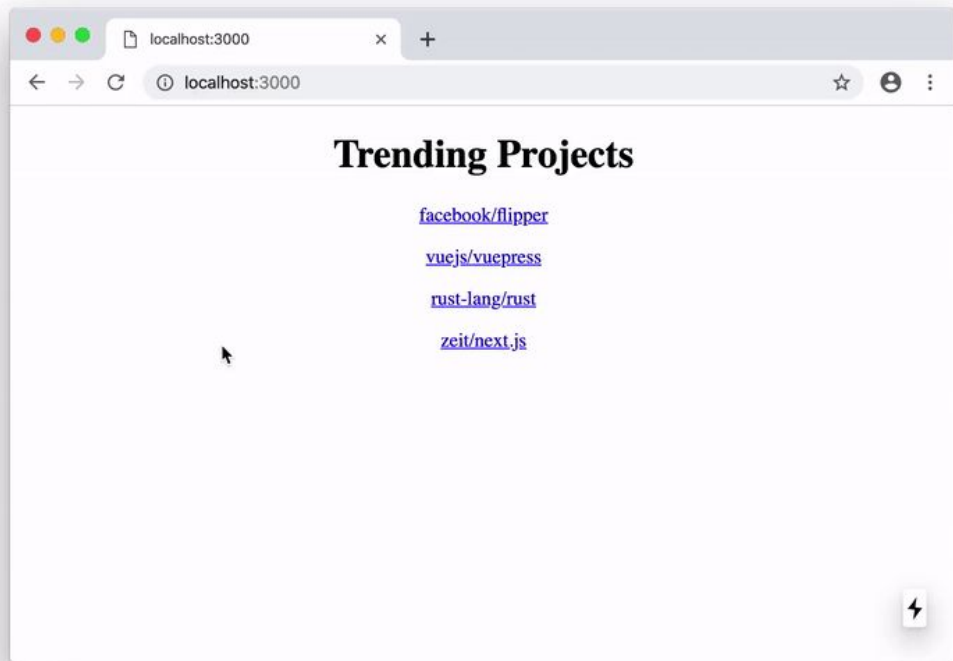 localhost:3000
localhost:3000
Trending Projects
facebook/flipper
vuejs/vuepress
rust-lang/rust
zeit/next.js